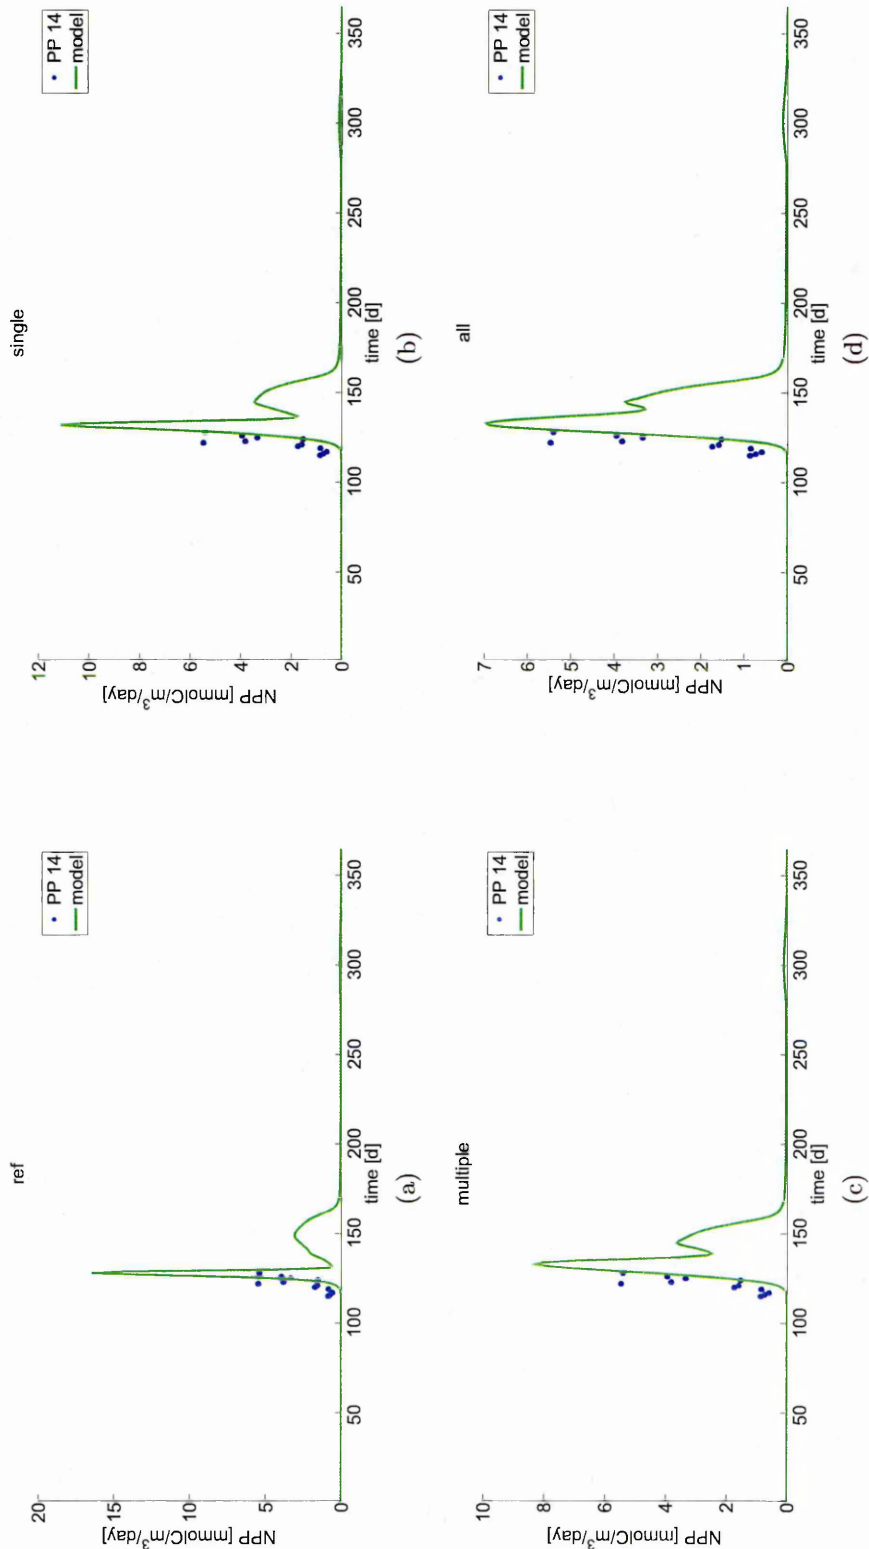 ref
PP 14
model
20
15
10
5
0
NPP [mmolC/m³/day]
50
100
150
200
250
300
350
time [d]
(a)
single
PP 14
model
12
10
8
6
4
2
0
NPP [mmolC/m³/day]
50
100
150
200
250
300
350
time [d]
(b)
multiple
PP 14
model
10
8
6
4
2
0
NPP [mmolC/m³/day]
50
100
150
200
250
300
350
time [d]
(c)
all
PP 14
model
7
6
5
4
3
2
1
0
NPP [mmolC/m³/day]
50
100
150
200
250
300
350
time [d]
(d)